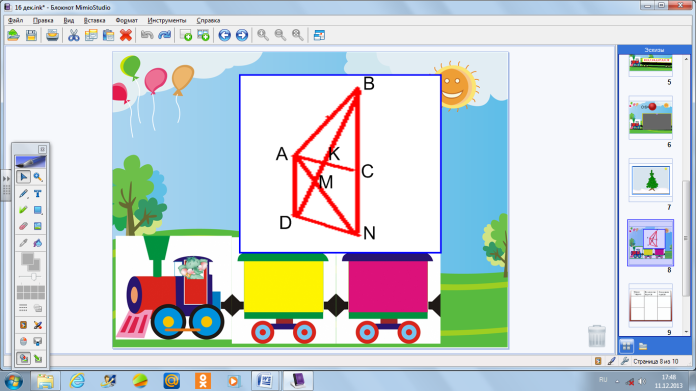 16 дек.ink* - Блокнот MimioStudio
Файл Правка Вид Вставка Формат Инструменты Справка
Эскизы
5
6
7
8
9
B
A K
C
M
D
N
T
Страница 8 из 10
W
RU
17:48
11.12.2012